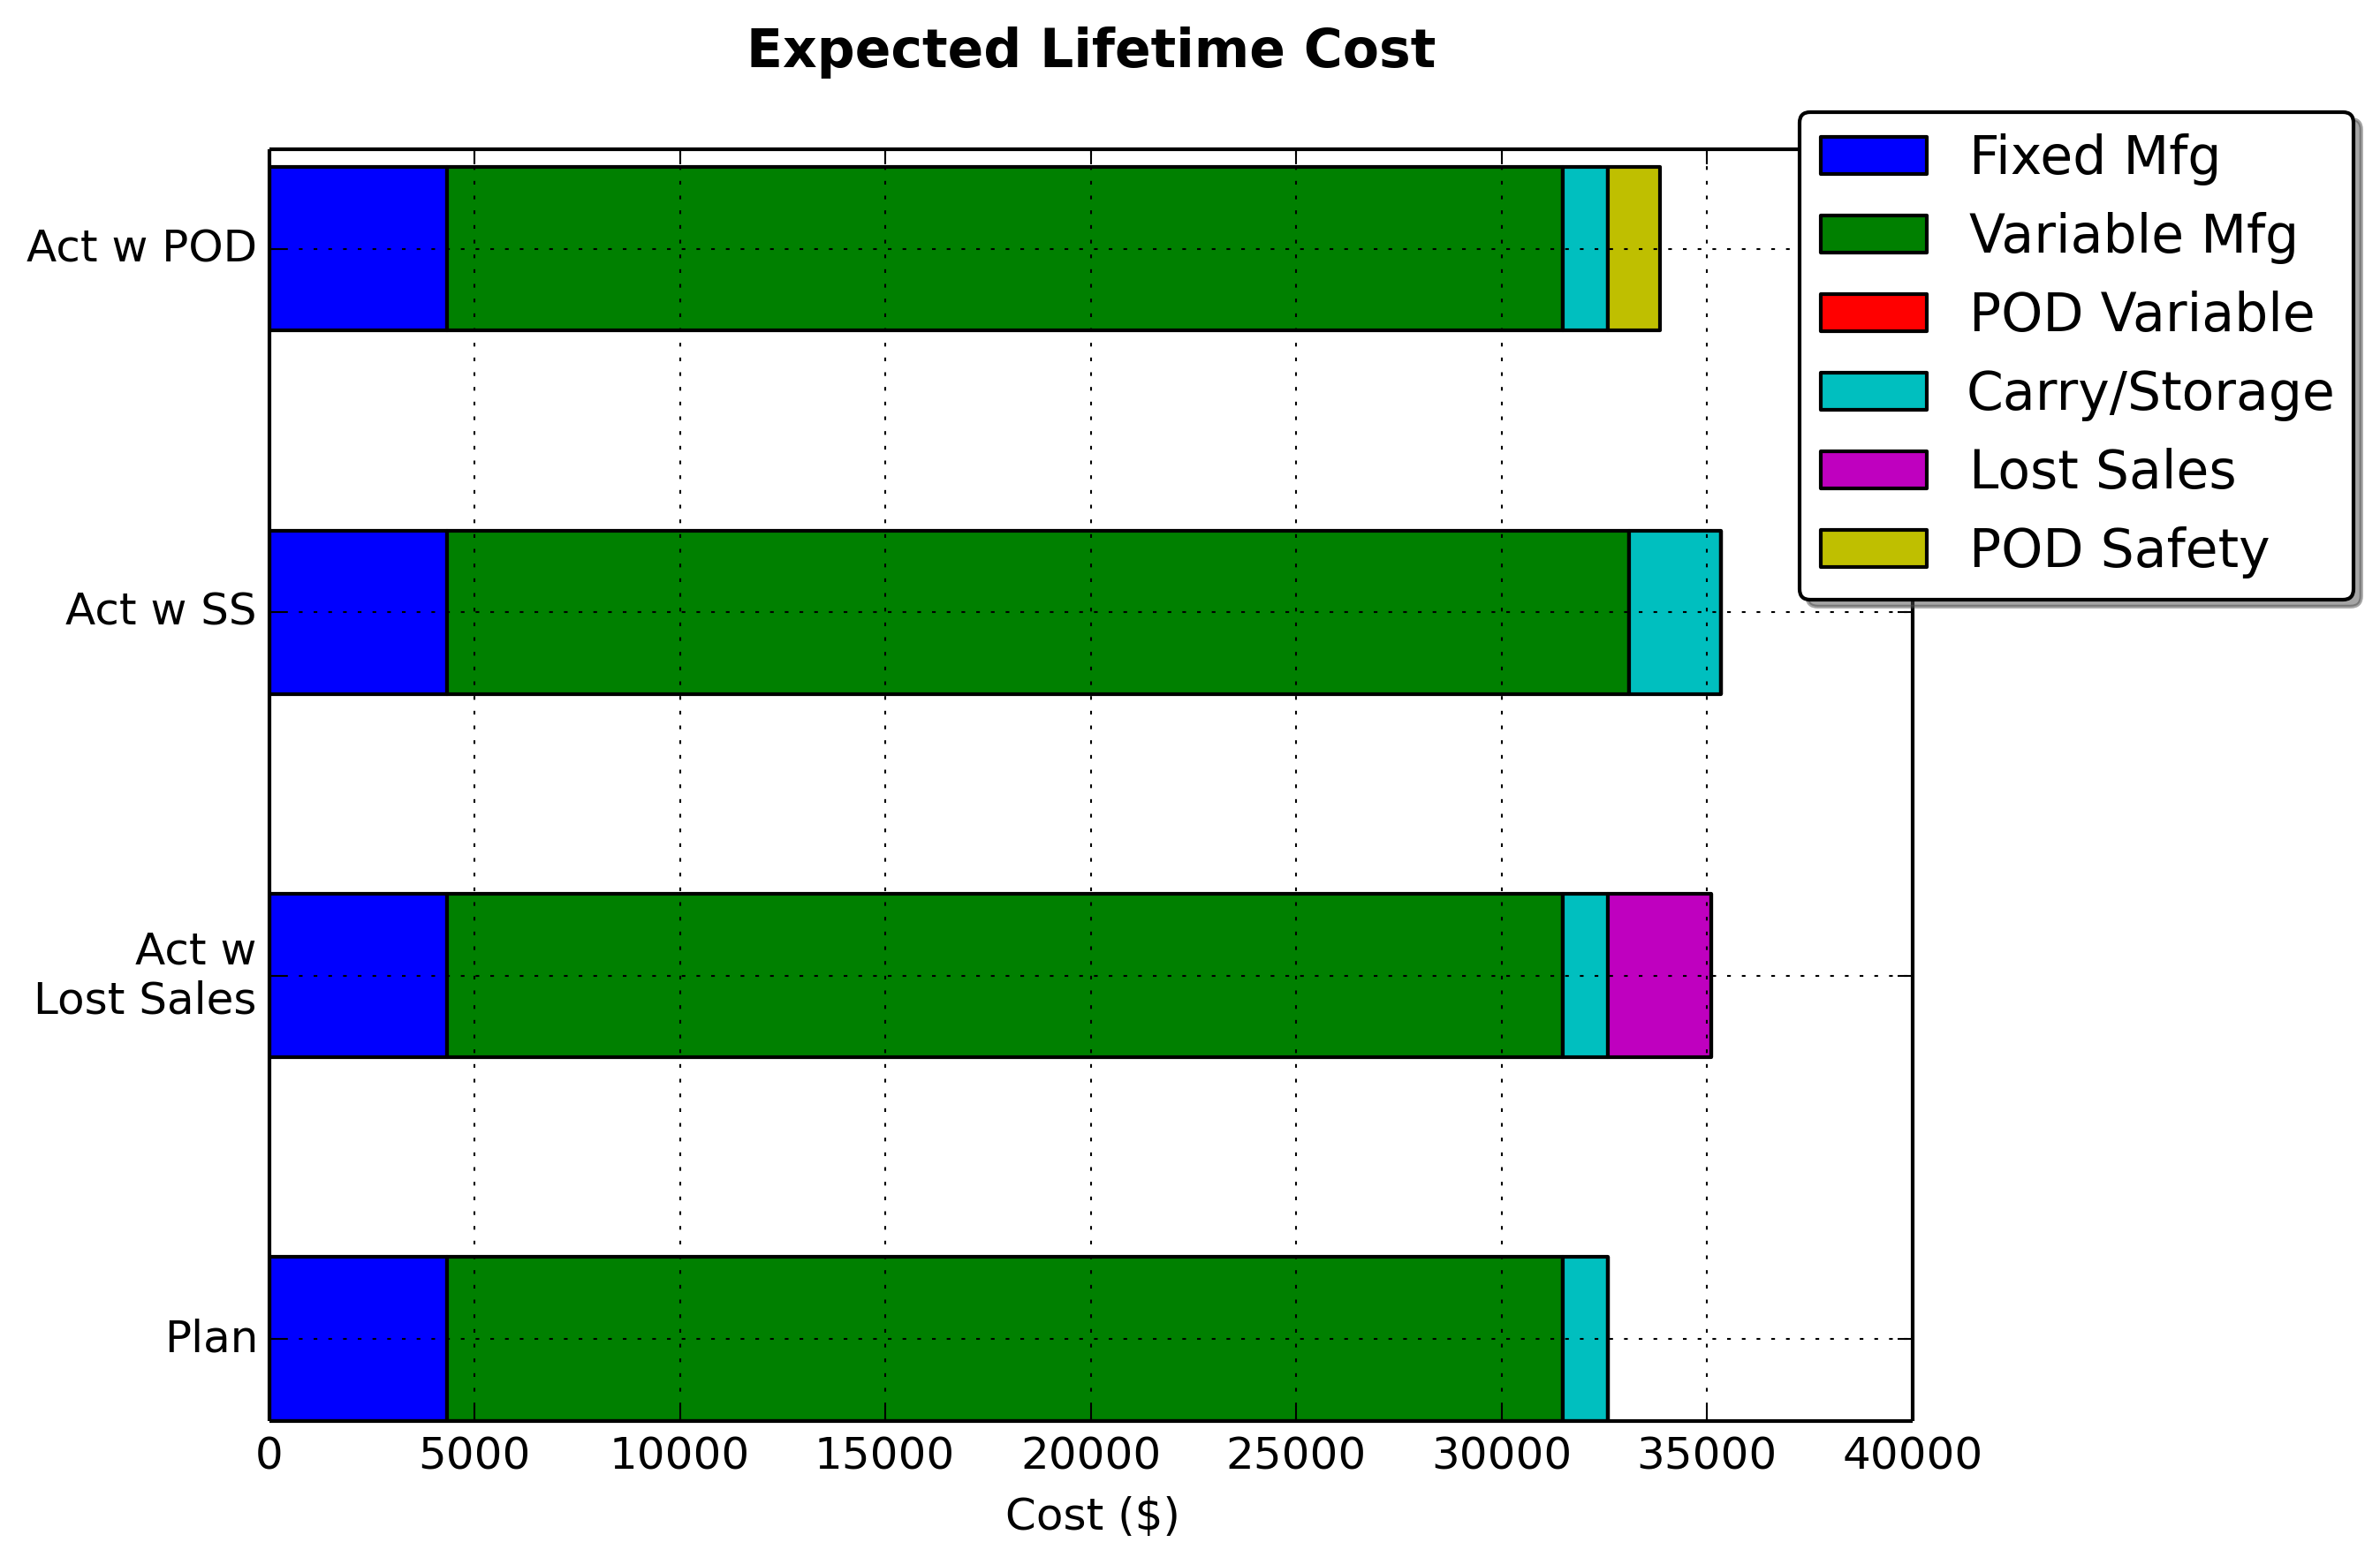 Expected Lifetime Cost
Fixed Mfg
Variable Mfg
POD Variable
Carry/Storage
Lost Sales
POD Safety
Act w POD
Act w SS
Act w
Lost Sales
Plan
0 5000 10000 15000 20000 25000 30000 35000 40000
Cost ($)